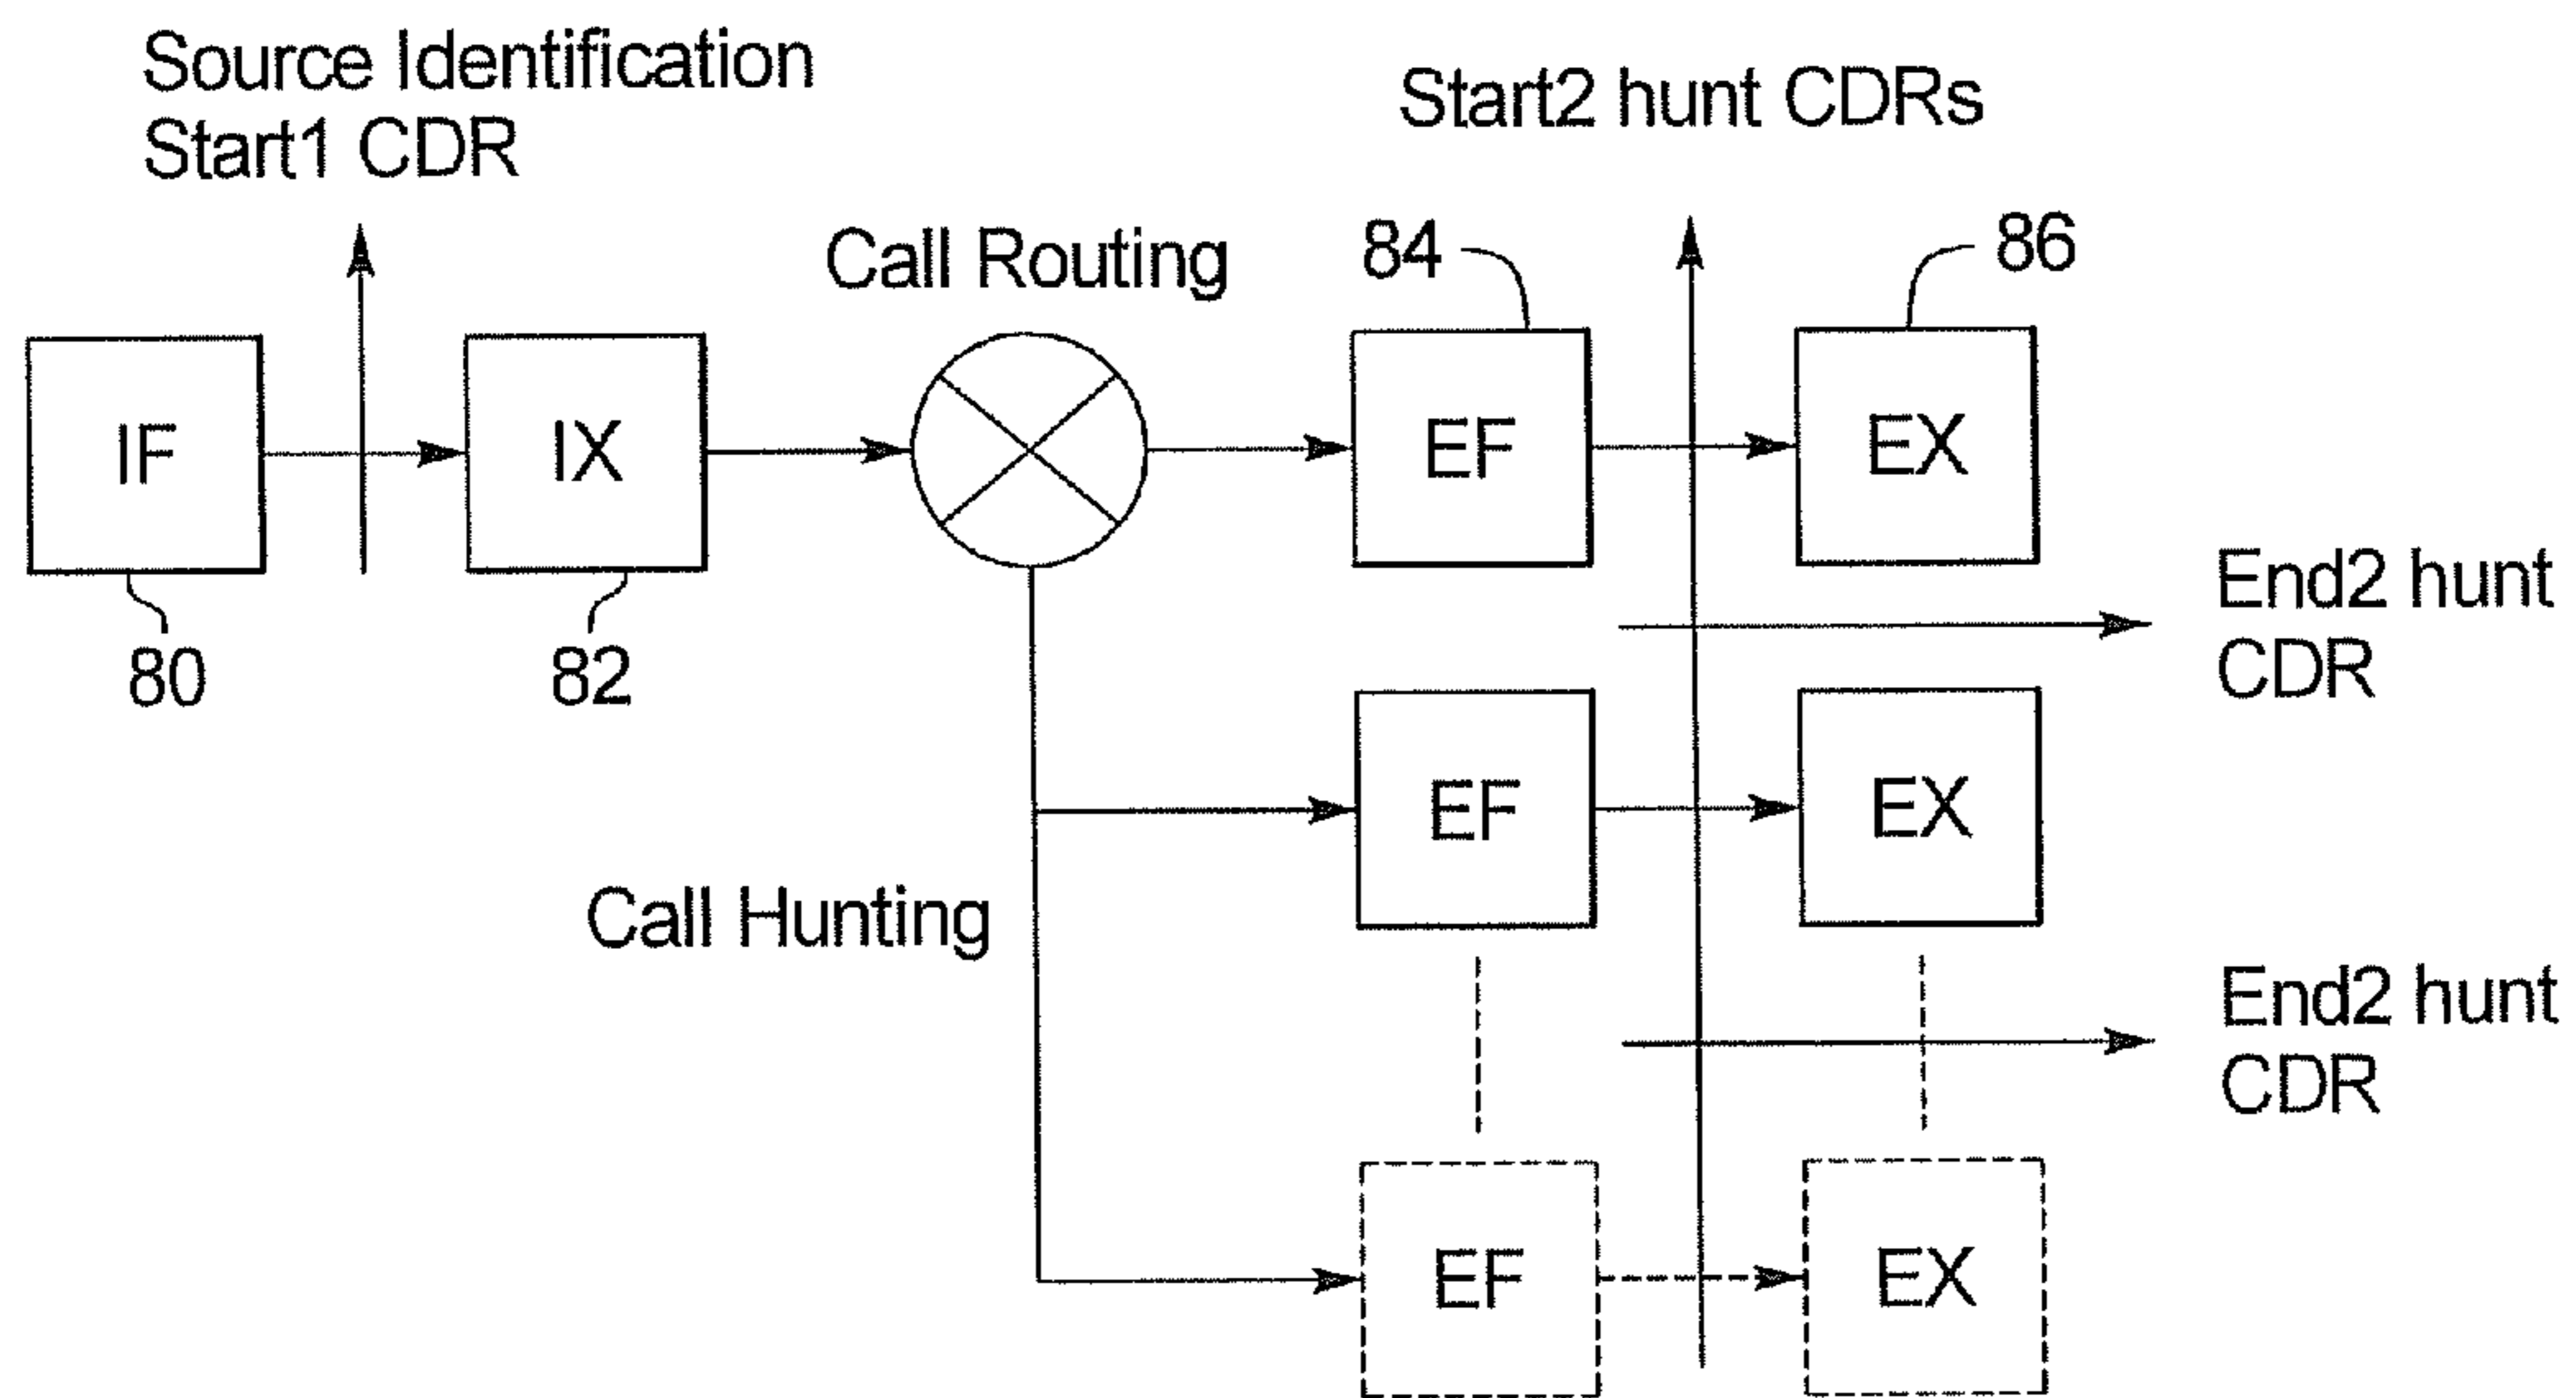 Source Identification
Start1 CDR
Start2 hunt CDRs
Call Routing
84
86
IF
IX
EF
EX
80
82
End2 hunt
CDR
EF
EX
Call Hunting
End2 hunt
CDR
EF
EX